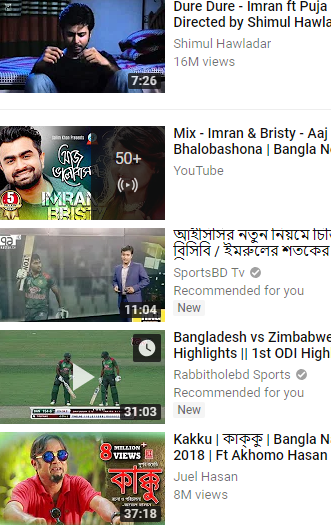 Dure Dure - Imran ft Puja
Directed by Shimul Hawla
Shimul Hawladar
16M views
7:26
Mix - Imran & Bristy - Aaj
Bhalobashona | Bangla N
YouTube
50+
IMRAN
আইসিসির নতুন নিয়মে চিন্তি
বিসিবি / ইমরুলের শতকের
SportsBD Tv
Recommended for you
New
11:04
Bangladesh vs Zimbabwe
Highlights || 1st ODI High
Rabbitholebd Sports
Recommended for you
New
31:03
Kakku | কাক্কু | Bangla Na
2018 | Ft Akhomo Hasan
Juel Hasan
8M views
8 MILLION+
VIEWS
কাক্কু
37:18